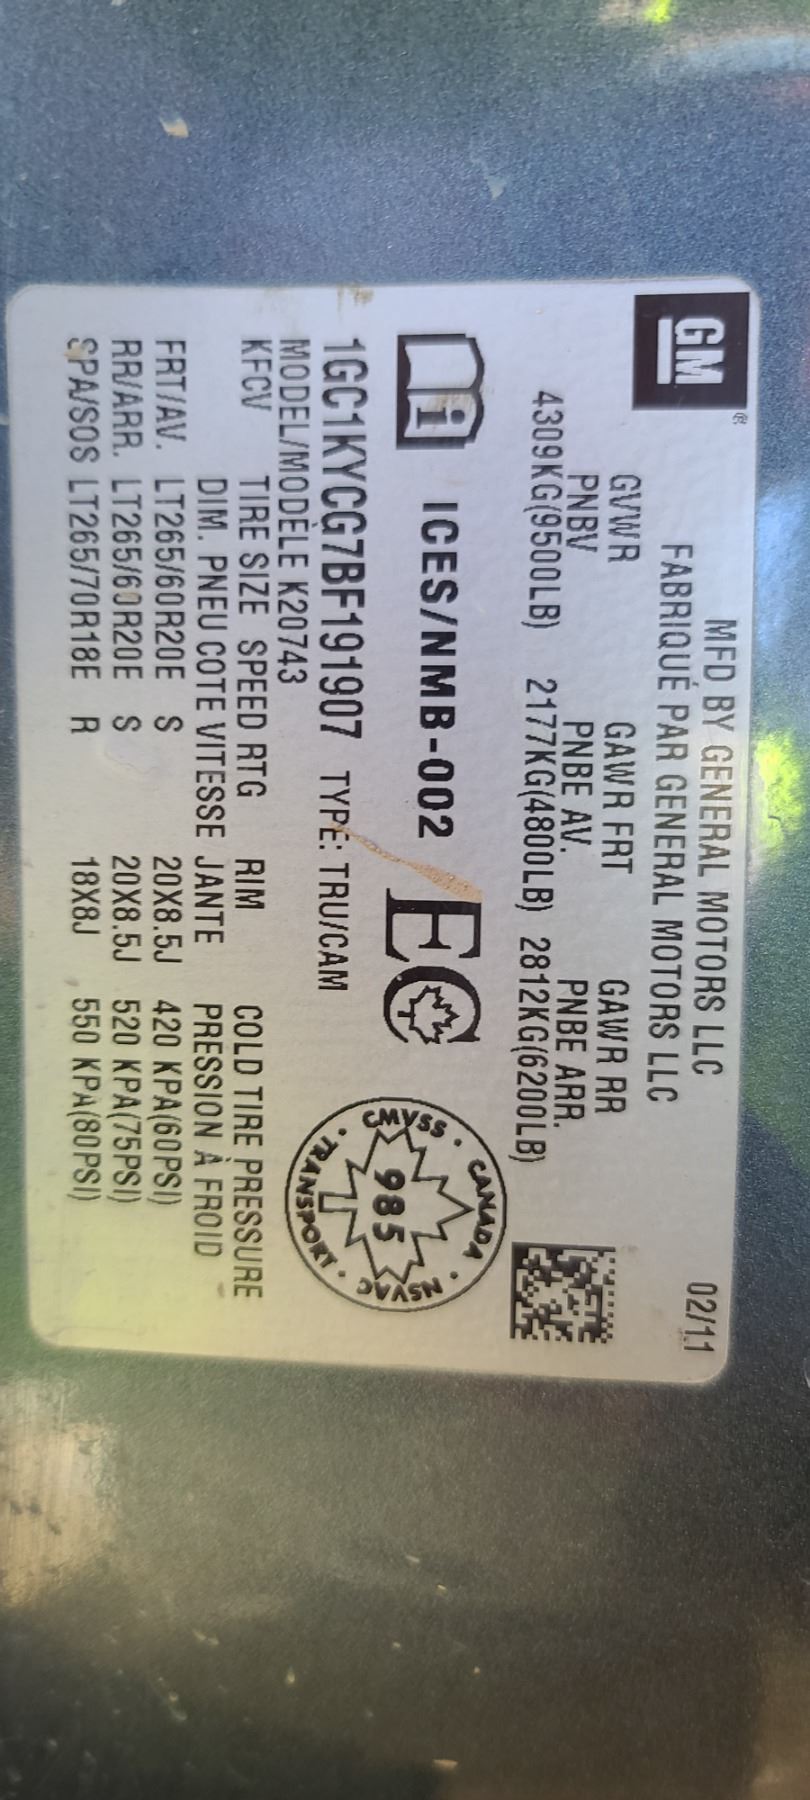 GM®
MFD BY GENERAL MOTORS LLC 02/11
FABRIQUÉ PAR GENERAL MOTORS LLC
GVWR GAWR FRT GAWR RR
PNBV PNBE AV. PNBE ARR.
4309KG(9500LB) 2177KG(4800LB) 2812KG(6200LB)
i ICES/NMB-002 EC
CMVSS · CANADA · NSVAC · TRANSPORT ·
985
1GC1KYCG7BF191907 TYPE: TRU/CAM
MODEL/MODÈLE K20743
KFCV TIRE SIZE SPEED RTG RIM COLD TIRE PRESSURE
DIM. PNEU COTE VITESSE JANTE PRESSION À FROID
FRT/AV. LT265/60R20E S 20X8.5J 420 KPA(60PSI)
RR/ARR. LT265/60R20E S 20X8.5J 520 KPA(75PSI)
SPA/SOS LT265/70R18E R 18X8J 550 KPA(80PSI)